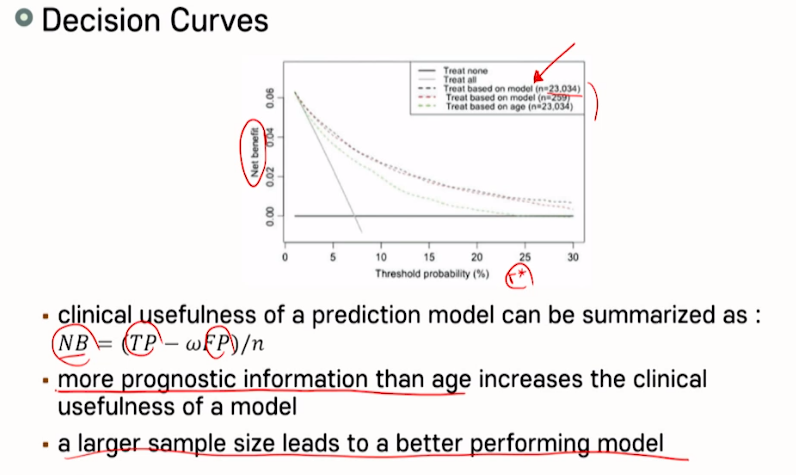 Decision Curves
Treat none
Treat all
Treat based on model (n=23,034)
Treat based on model (n=259)
Treat based on age (n=23,034)
Net benefit
0.06
0.04
0.02
0.00
0 5 10 15 20 25 30
Threshold probability (%)
r*
▪ clinical usefulness of a prediction model can be summarized as :
NB = (TP − ωFP)/n
▪ more prognostic information than age increases the clinical
usefulness of a model
▪ a larger sample size leads to a better performing model